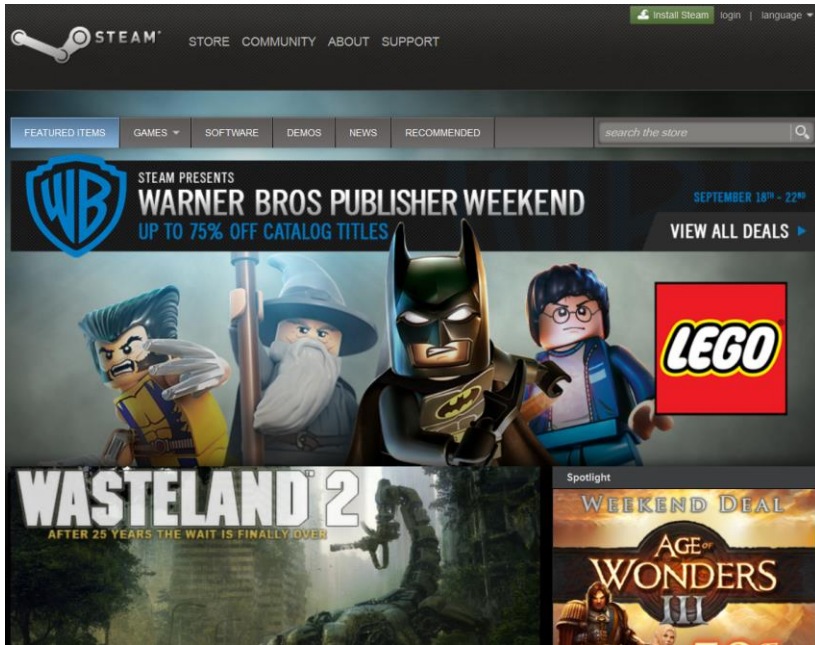 Install Steam login | language
STEAM
STORE COMMUNITY ABOUT SUPPORT
FEATURED ITEMS GAMES SOFTWARE DEMOS NEWS RECOMMENDED search the store
WB
STEAM PRESENTS
WARNER BROS PUBLISHER WEEKEND
UP TO 75% OFF CATALOG TITLES
SEPTEMBER 18TH - 22ND
VIEW ALL DEALS
LEGO
WASTELAND 2
AFTER 25 YEARS THE WAIT IS FINALLY OVER
Spotlight
WEEKEND DEAL
AGE OF
WONDERS
III